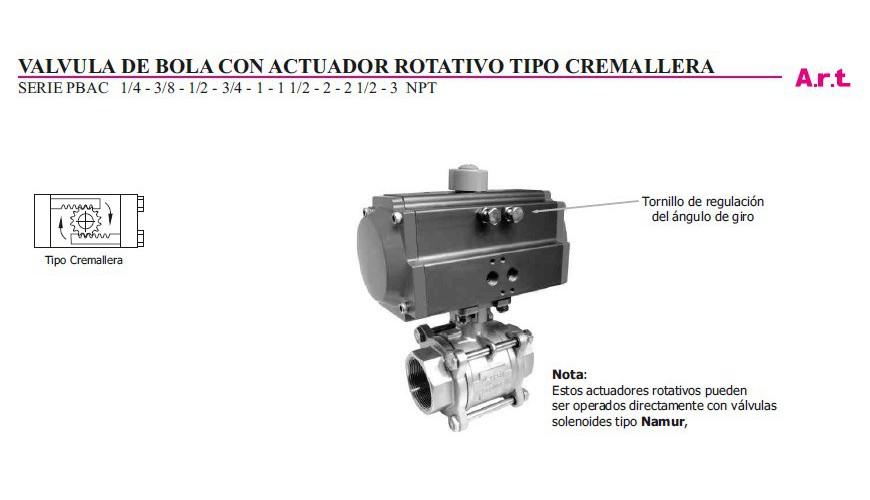 VALVULA DE BOLA CON ACTUADOR ROTATIVO TIPO CREMALLERA
SERIE PBAC 1/4 - 3/8 - 1/2 - 3/4 - 1 - 1 1/2 - 2 - 2 1/2 - 3 NPT
A.r.t.
Tornillo de regulación
del ángulo de giro
Tipo Cremallera
Nota:
Estos actuadores rotativos pueden
ser operados directamente con válvulas
solenoides tipo Namur,